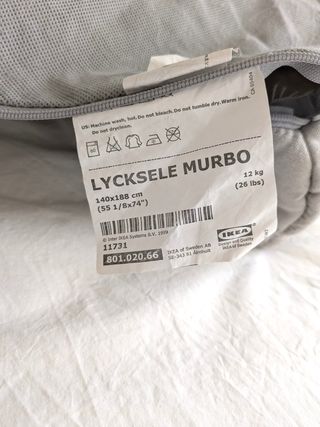 US: Machine wash, hot. Do not bleach. Do not tumble dry. Warm iron.
Do not dryclean.
LYCKSELE MURBO
140x188 cm 12 kg
(55 1/8x74") (26 lbs)
© Inter IKEA Systems B.V. 1999
11731
801.020.66
IKEA of Sweden AB
SE-343 81 Älmhult
IKEA
Design and Quality
IKEA of Sweden